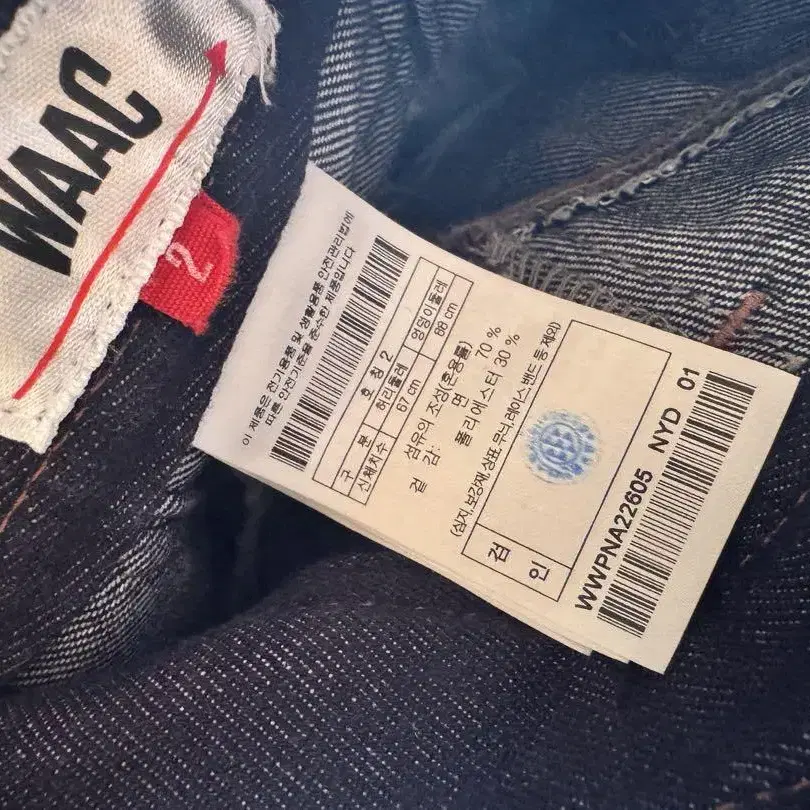 WAAC
2
이 제품은 전기용품 및 생활용품 안전관리법에
따른 안전기준을 준수한 제품입니다
구 분 호 칭 2
신체치수 허리둘레 엉덩이둘레
67 cm 88 cm
섬유의 조성(혼용률)
겉 감: 면 70 %
폴리에스터 30 %
(심지,보강재,상표,무늬,레이스,밴드등 제외)
검
인
WWPNA22605 NYD 01